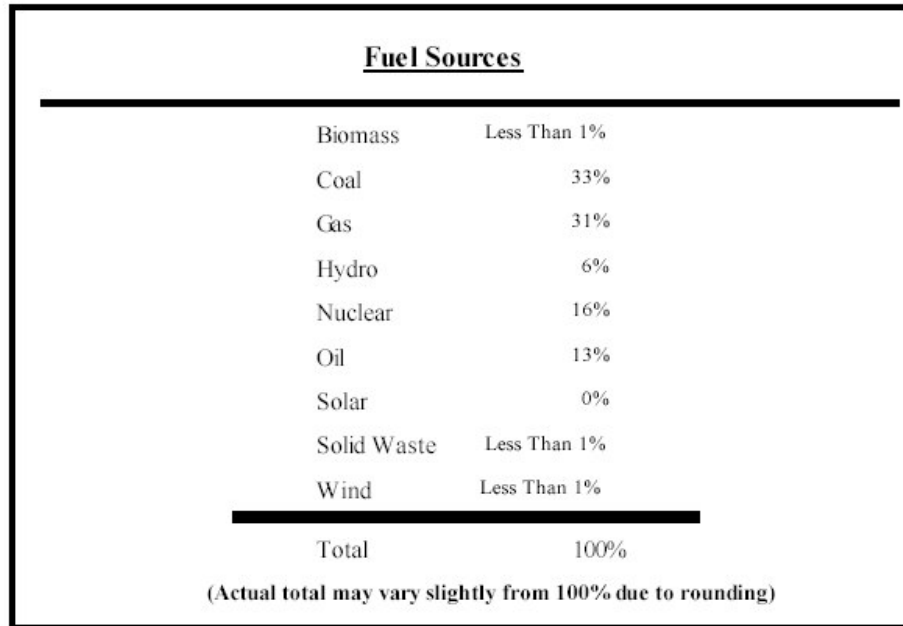 Fuel Sources
Biomass Less Than 1%
Coal 33%
Gas 31%
Hydro 6%
Nuclear 16%
Oil 13%
Solar 0%
Solid Waste Less Than 1%
Wind Less Than 1%
Total 100%
(Actual total may vary slightly from 100% due to rounding)